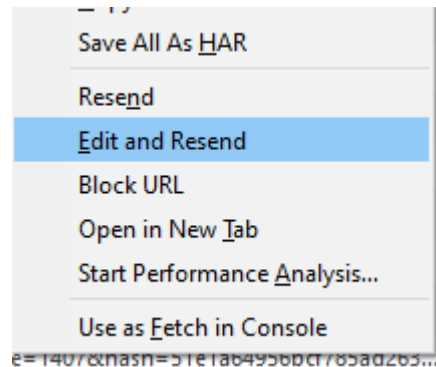 Save All As HAR
Resend
Edit and Resend
Block URL
Open in New Tab
Start Performance Analysis...
Use as Fetch in Console